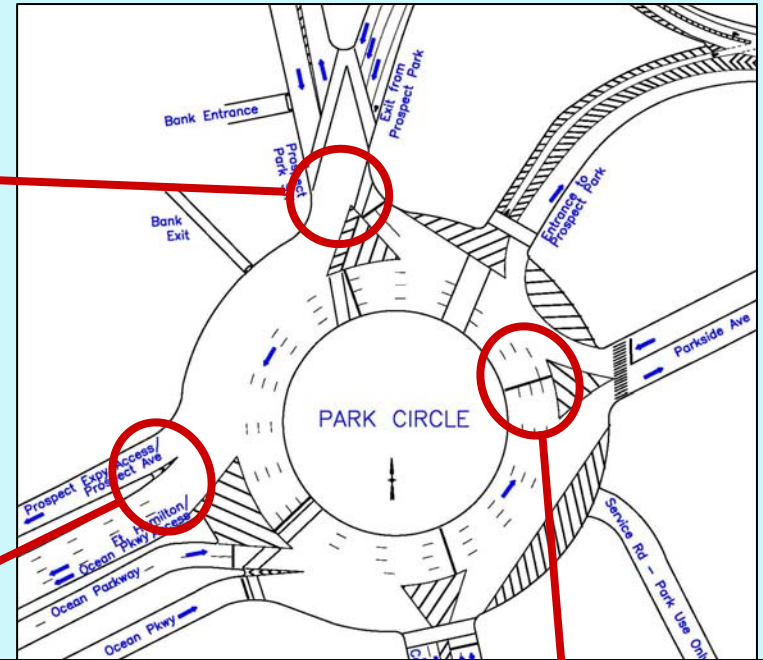 Bank Entrance
Exit from
Prospect Park
Prospect
Park
Bank
Exit
Entrance to
Prospect Park
Parkside Ave
PARK CIRCLE
Prospect Expy Access/
Prospect Ave
Ft. Hamilton/
Ocean Pkwy Access
Ocean Parkway
Ocean Pkwy
Service Rd - Park Use Only